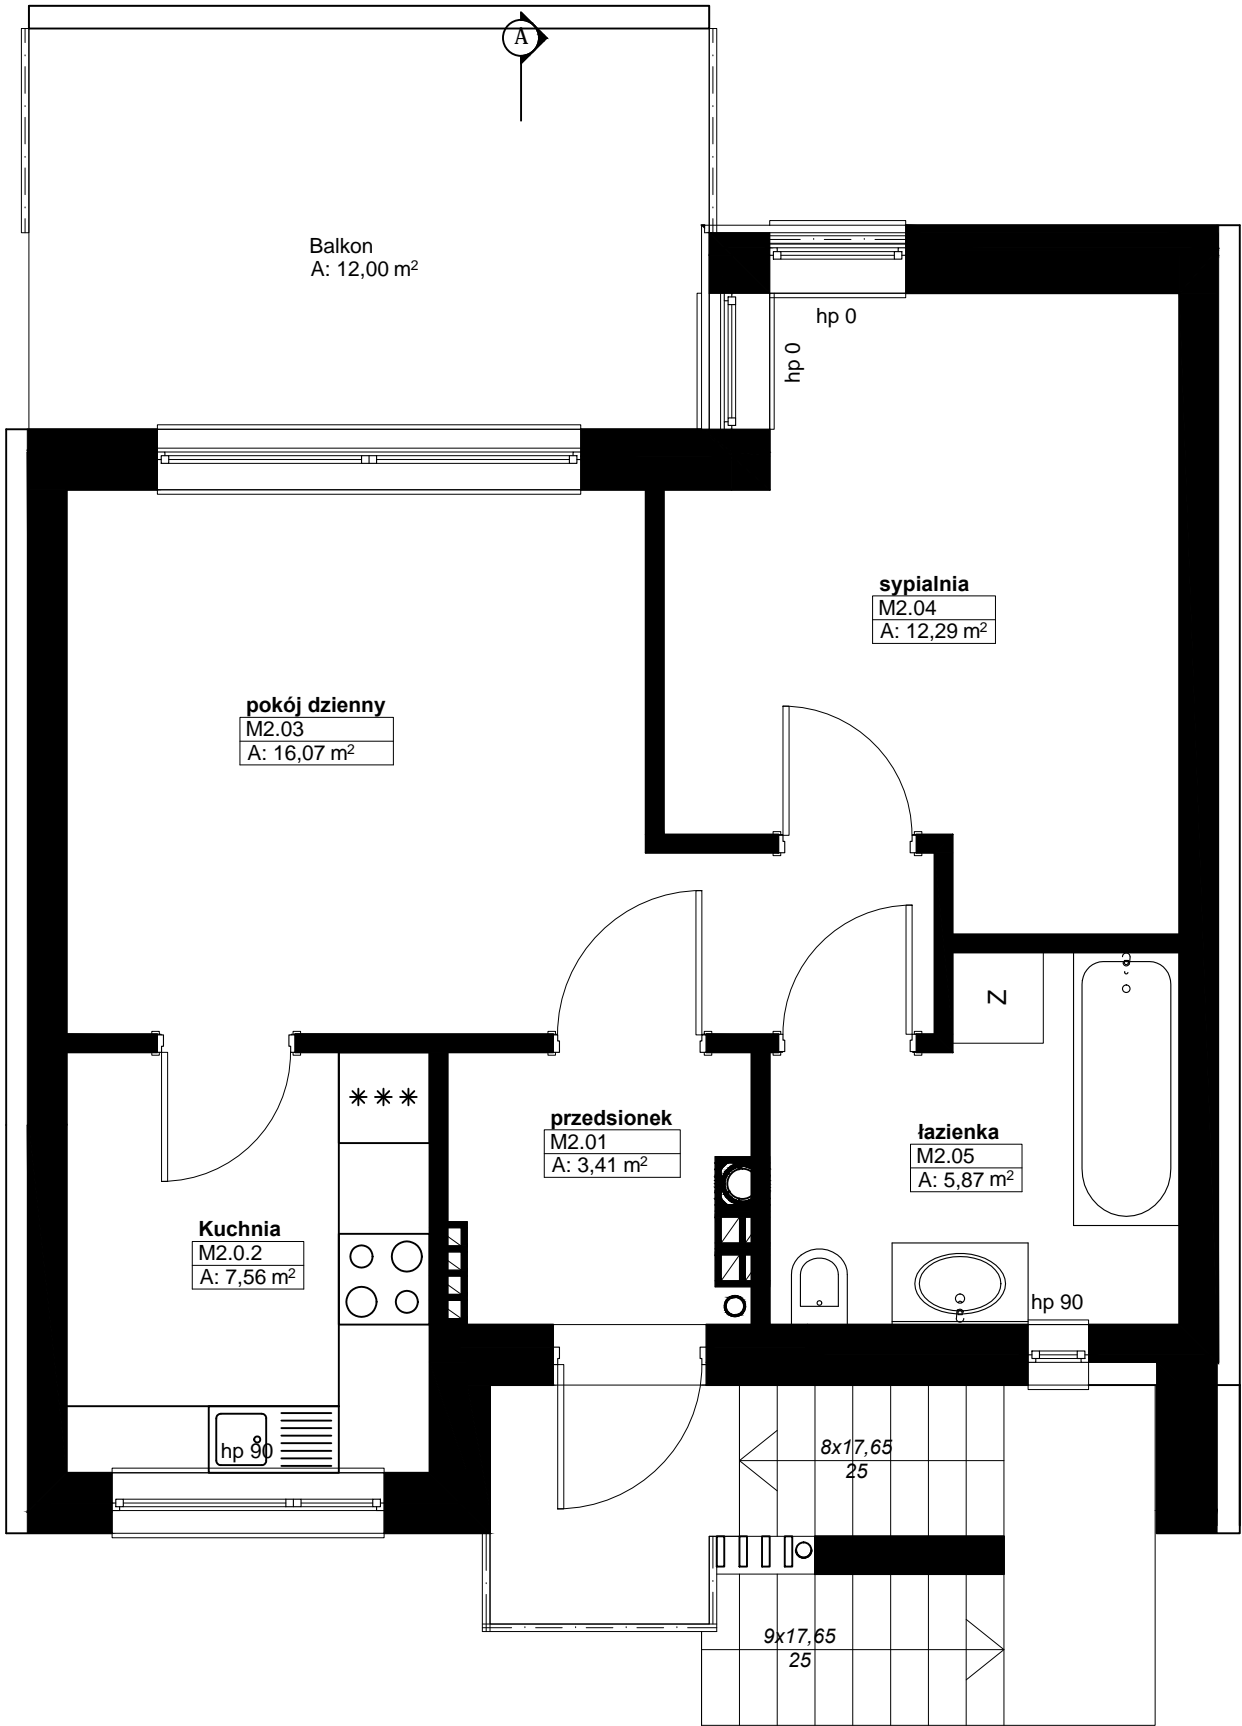 A
Balkon
A: 12,00 m²
hp 0
hp 0
sypialnia
M2.04
A: 12,29 m²
pokój dzienny
M2.03
A: 16,07 m²
Z
przedsionek
M2.01
A: 3,41 m²
łazienka
M2.05
A: 5,87 m²
Kuchnia
M2.0.2
A: 7,56 m²
hp 90
hp 90
8x17,65
25
9x17,65
25